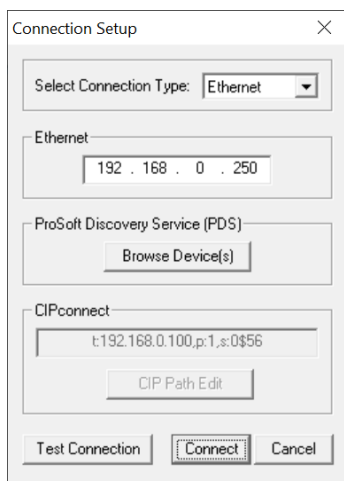 Connection Setup
Select Connection Type: Ethernet
Ethernet
192 . 168 . 0 . 250
ProSoft Discovery Service (PDS)
Browse Device(s)
CIPconnect
t:192.168.0.100,p:1,s:0$56
CIP Path Edit
Test Connection Connect Cancel